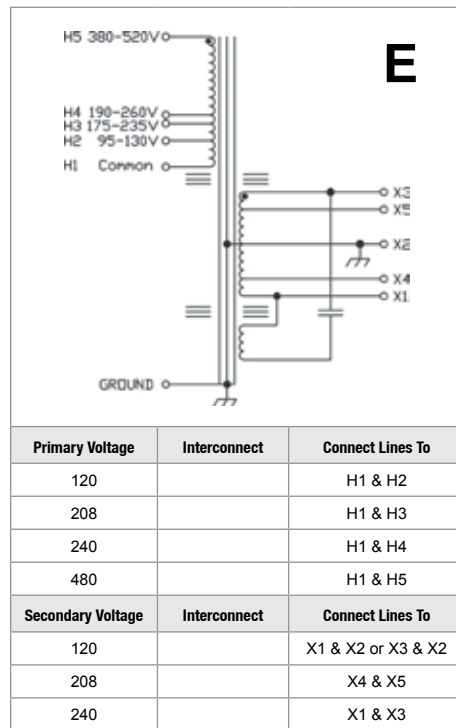 H5 380-520V
E
H4 190-260V
H3 175-235V
H2 95-130V
H1 Common
X3
X5
X2
X4
X1
GROUND
Primary Voltage Interconnect Connect Lines To
120 H1 & H2
208 H1 & H3
240 H1 & H4
480 H1 & H5
Secondary Voltage Interconnect Connect Lines To
120 X1 & X2 or X3 & X2
208 X4 & X5
240 X1 & X3